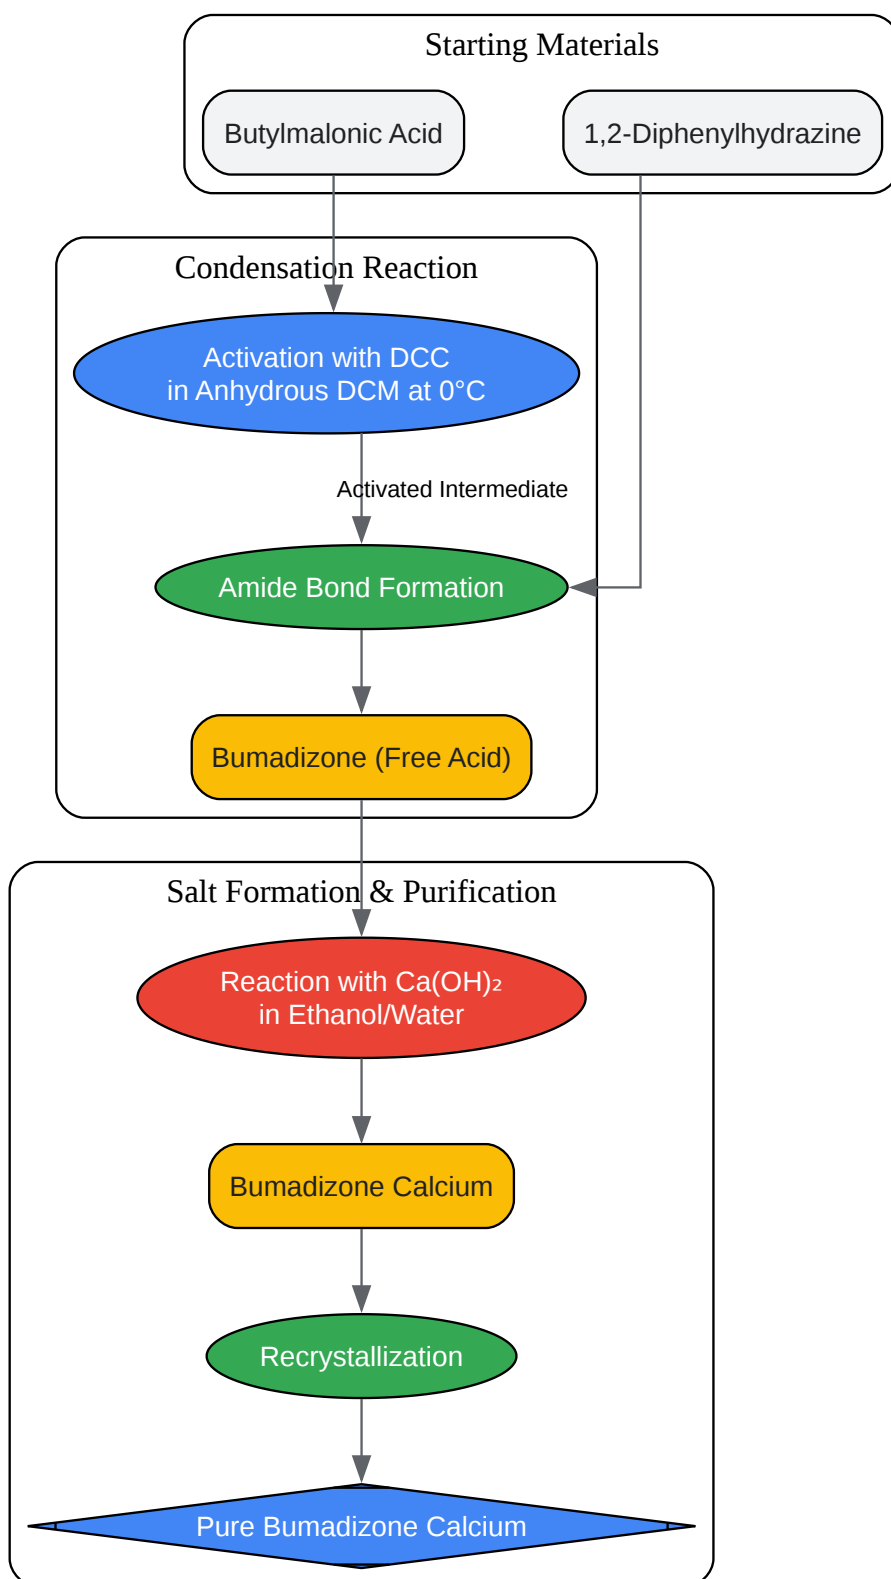 Starting Materials
Butylmalonic Acid
1,2-Diphenylhydrazine
Condensation Reaction
Activation with DCC
in Anhydrous DCM at 0°C
Activated Intermediate
Amide Bond Formation
Bumadizone (Free Acid)
Salt Formation & Purification
Reaction with Ca(OH)₂
in Ethanol/Water
Bumadizone Calcium
Recrystallization
Pure Bumadizone Calcium